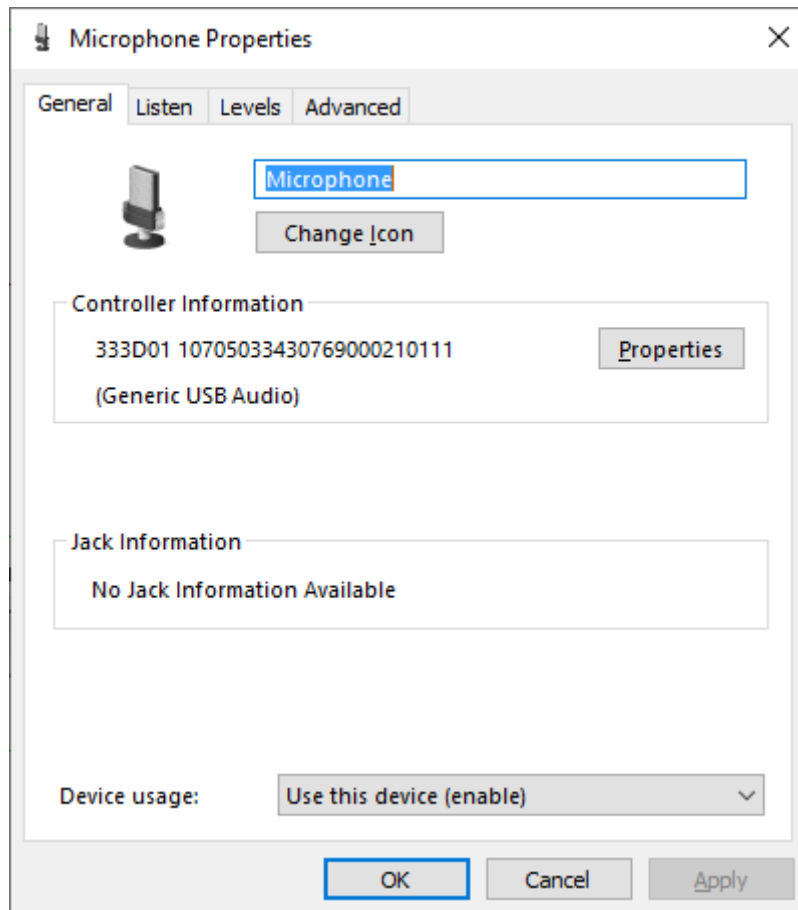 Microphone Properties
General Listen Levels Advanced
Microphone
Change Icon
Controller Information
333D01 10705033430769000210111
Properties
(Generic USB Audio)
Jack Information
No Jack Information Available
Device usage: Use this device (enable)
OK Cancel Apply